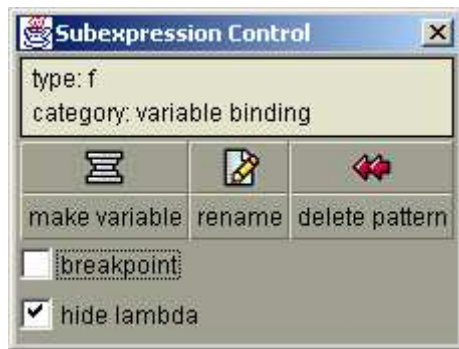 Subexpression Control
type: f
category: variable binding
make variable rename delete pattern
breakpoint
hide lambda